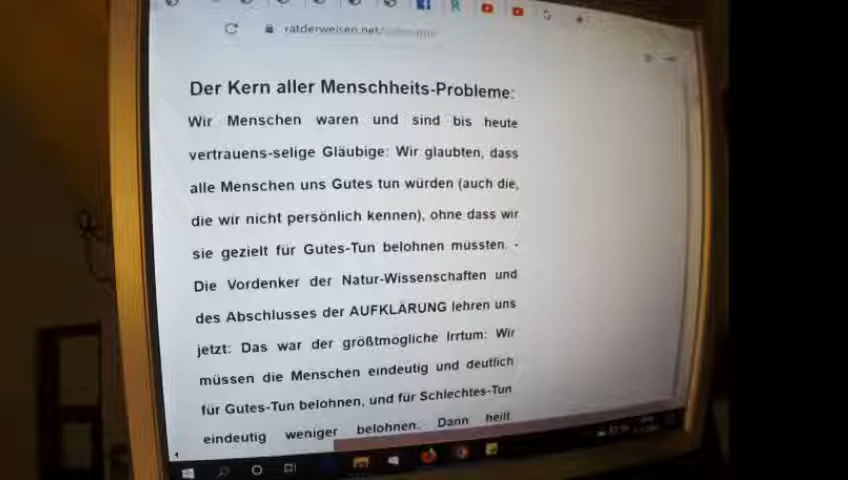 ratderweisen.net/
Der Kern aller Menschheits-Probleme:
Wir Menschen waren und sind bis heute
vertrauens-selige Gläubige: Wir glaubten, dass
alle Menschen uns Gutes tun würden (auch die,
die wir nicht persönlich kennen), ohne dass wir
sie gezielt für Gutes-Tun belohnen müssten. -
Die Vordenker der Natur-Wissenschaften und
des Abschlusses der AUFKLÄRUNG lehren uns
jetzt: Das war der größtmögliche Irrtum: Wir
müssen die Menschen eindeutig und deutlich
für Gutes-Tun belohnen, und für Schlechtes-Tun
eindeutig weniger belohnen. Dann heilt